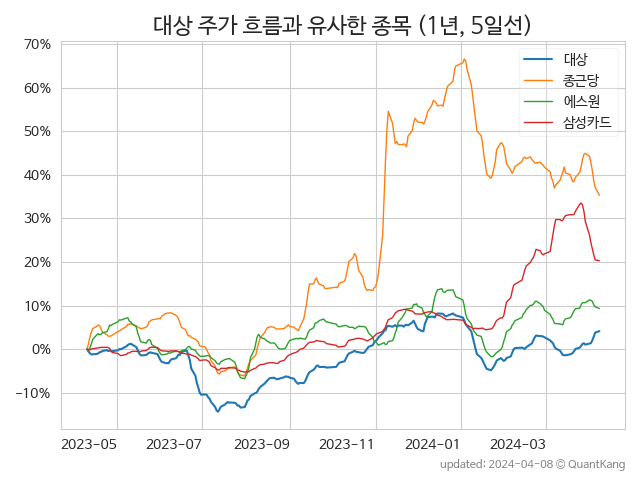 대상 주가 흐름과 유사한 종목 (1년, 5일선)
70%
60%
50%
40%
30%
20%
10%
0%
−10%
대상
종근당
에스원
삼성카드
2023-05 2023-07 2023-09 2023-11 2024-01 2024-03
updated: 2024-04-08 © QuantKang